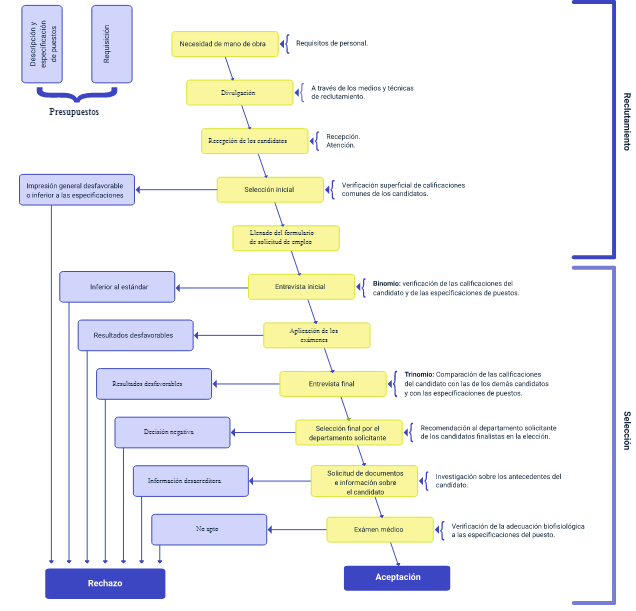 Descripción y
especificación
de puestos
Requisición
Presupuestos
Necesidad de mano de obra
Requisitos de personal.
Divulgación
A través de los medios y técnicas
de reclutamiento.
Recepción de los candidatos
Recepción.
Atención.
Impresión general desfavorable
o inferior a las especificaciones
Selección inicial
Verificación superficial de calificaciones
comunes de los candidatos.
Llenado del formulario
de solicitud de empleo
Reclutamiento
Inferior al estándar
Entrevista inicial
Binomio: verificación de las calificaciones del
candidato y de las especificaciones de puestos.
Resultados desfavorables
Aplicación de los
exámenes
Resultados desfavorables
Entrevista final
Trinomio: Comparación de las calificaciones
del candidato con las de los demás candidatos
y con las especificaciones de puestos.
Decisión negativa
Selección final por el
departamento solicitante
Recomendación al departamento solicitante
de los candidatos finalistas en la elección.
Selección
Información desacreditora
Solicitud de documentos
e información sobre
el candidato
Investigación sobre los antecedentes del
candidato.
No apto
Exámen médico
Verificación de la adecuación biofisiológica
a las especificaciones del puesto.
Rechazo
Aceptación